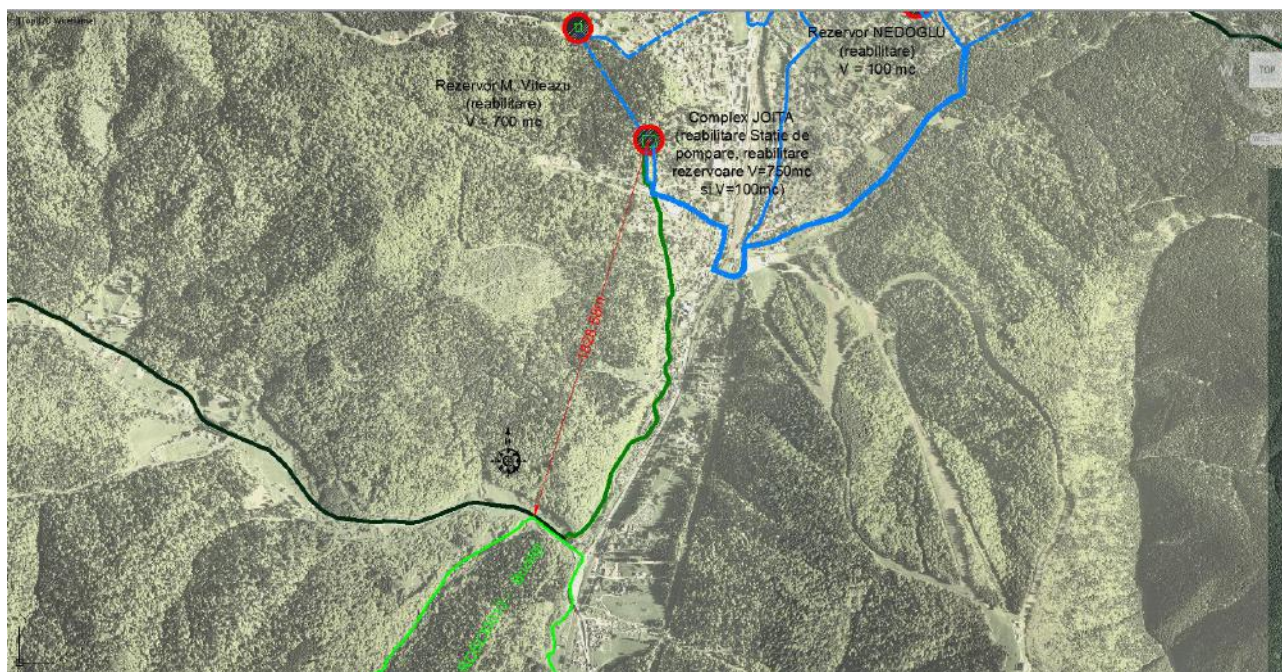 Rezervor NEDOGLU
(reabilitare)
V = 100 mc
TOP
Rezervor M. Viteazu
(reabilitare)
V = 700 mc
Complex JOITA
(reabilitare Statie de
pompare, reabilitare
rezervoare V=750mc
si V=100mc)